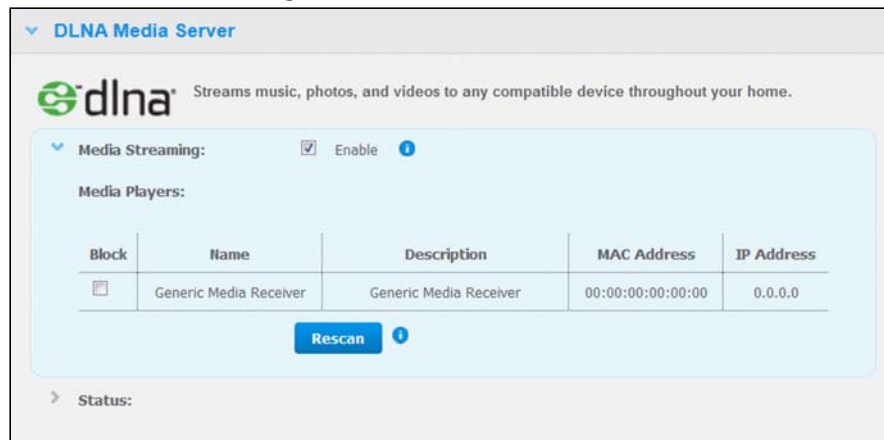 DLNA Media Server
dlna Streams music, photos, and videos to any compatible device throughout your home.
Media Streaming: Enable
Media Players:
Block Name Description MAC Address IP Address
Generic Media Receiver Generic Media Receiver 00:00:00:00:00:00 0.0.0.0
Rescan
Status: